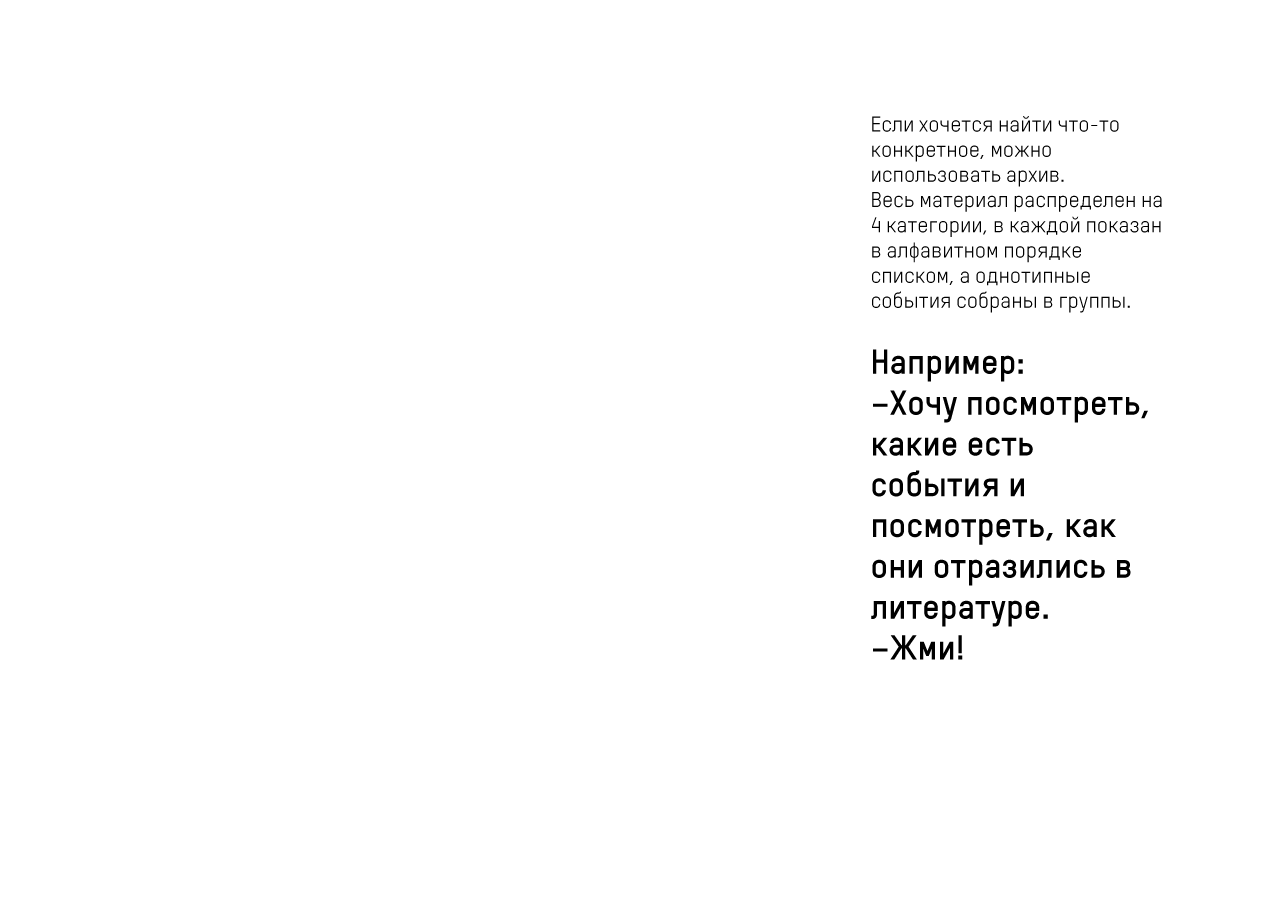 Если хочется найти что-то
конкретное, можно
использовать архив.
Весь материал распределен на
4 категории, в каждой показан
в алфавитном порядке
списком, а однотипные
события собраны в группы.
Например:
–Хочу посмотреть,
какие есть
события и
посмотреть, как
они отразились в
литературе.
–Жми!